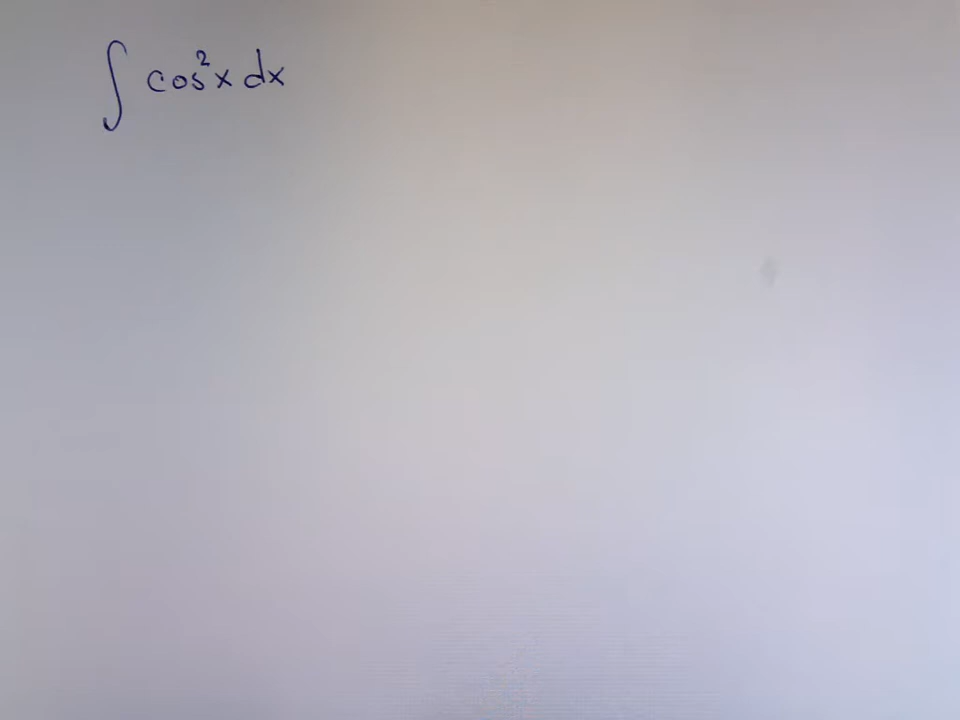 ∫ cos²x dx